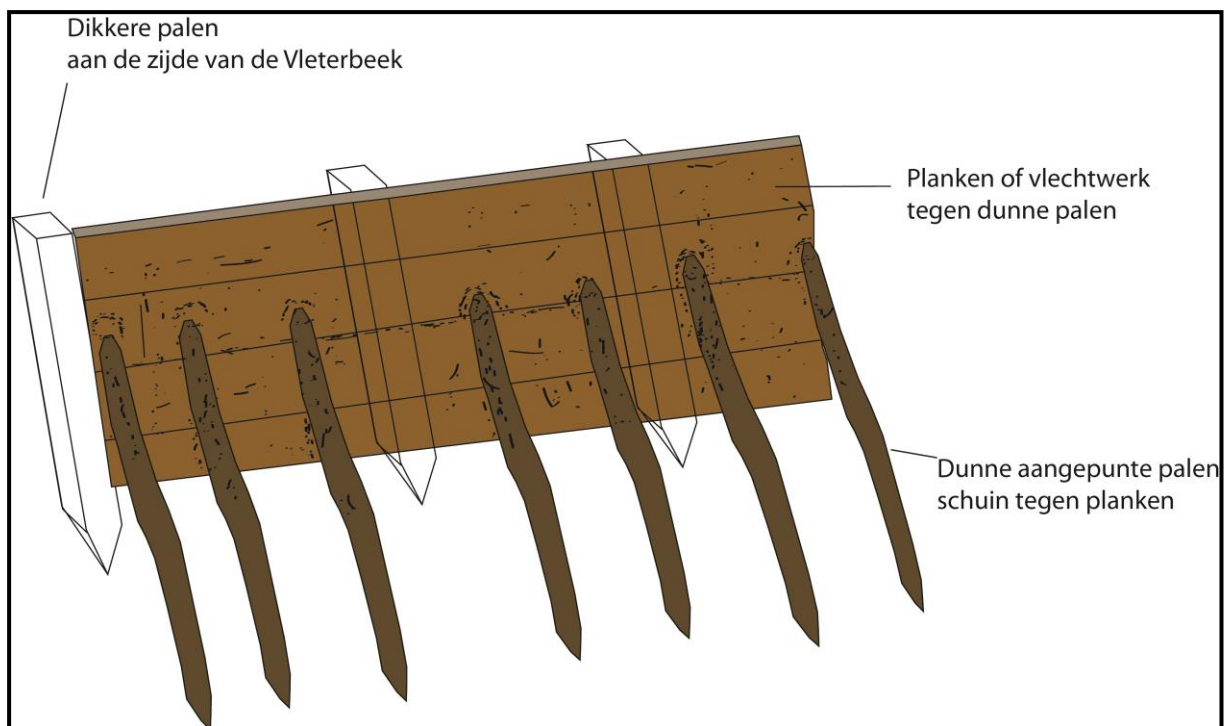 Dikkere palen
aan de zijde van de Vleterbeek
Planken of vlechtwerk
tegen dunne palen
Dunne aangepunte palen
schuin tegen planken